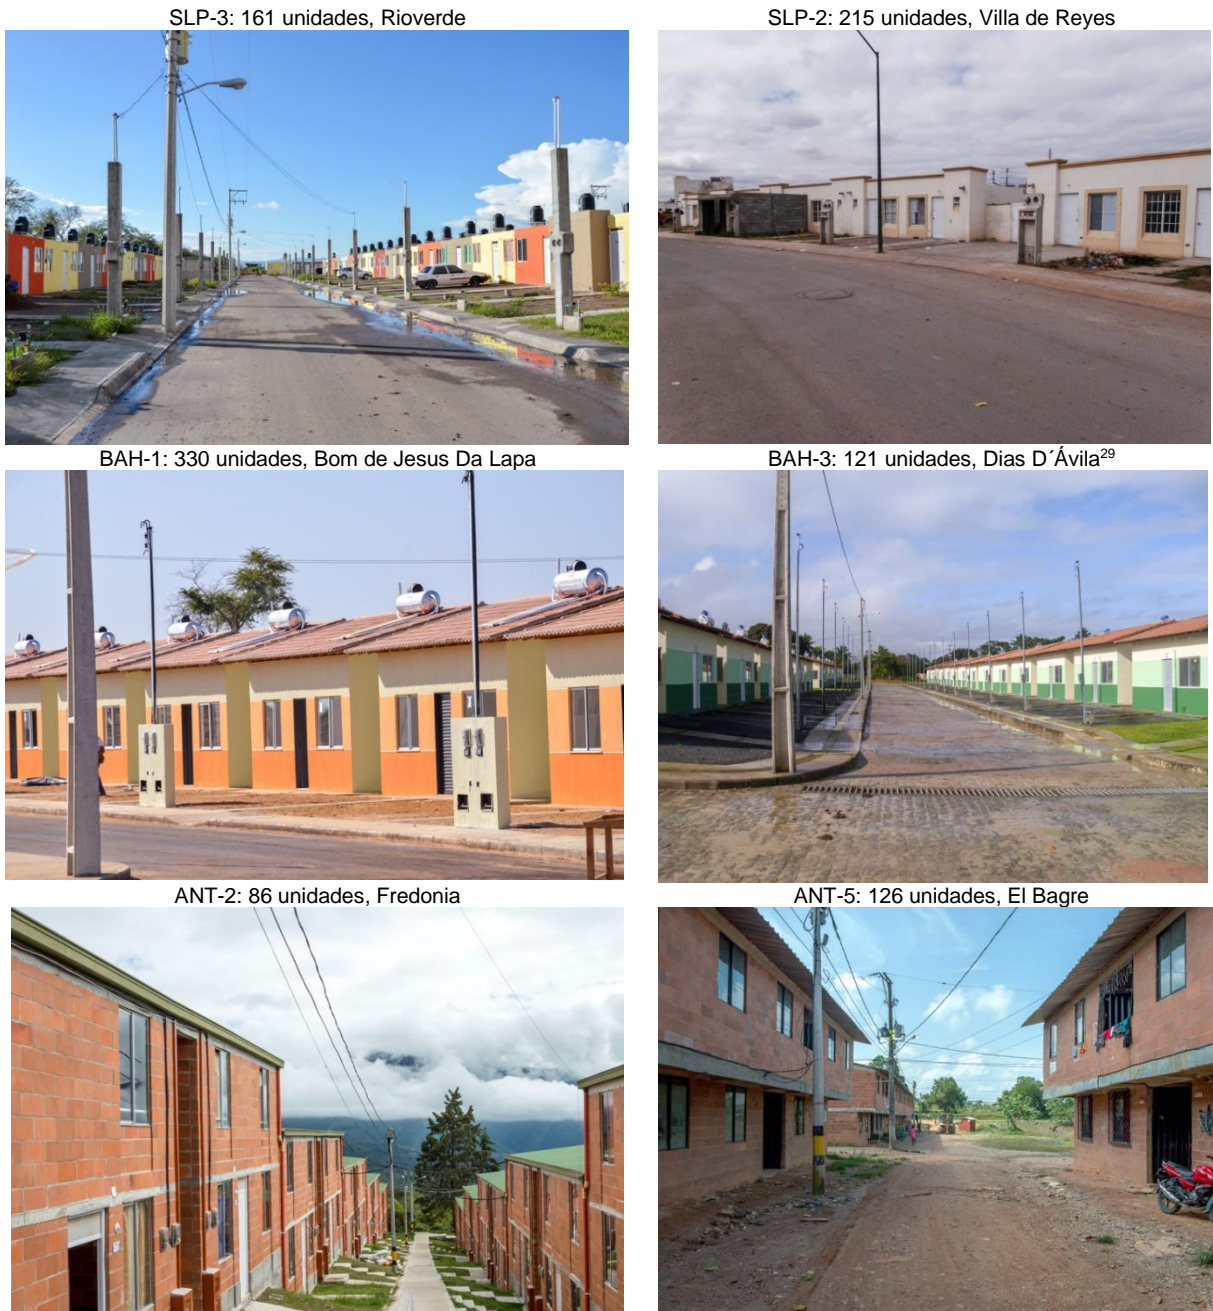 SLP-3: 161 unidades, Rioverde
SLP-2: 215 unidades, Villa de Reyes
BAH-1: 330 unidades, Bom de Jesus Da Lapa
BAH-3: 121 unidades, Dias D´Ávila²⁹
ANT-2: 86 unidades, Fredonia
ANT-5: 126 unidades, El Bagre